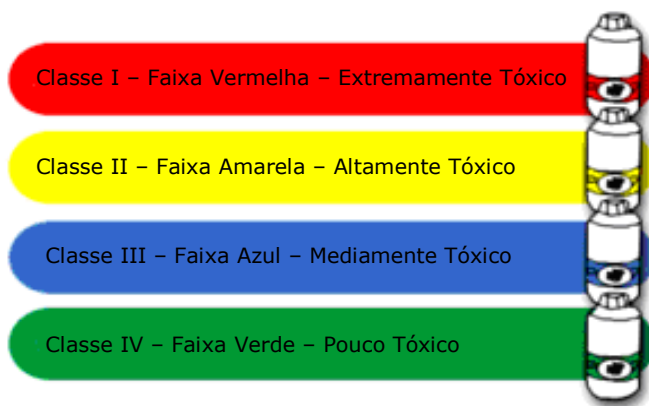 Classe I – Faixa Vermelha – Extremamente Tóxico
Classe II – Faixa Amarela – Altamente Tóxico
Classe III – Faixa Azul – Mediamente Tóxico
Classe IV – Faixa Verde – Pouco Tóxico